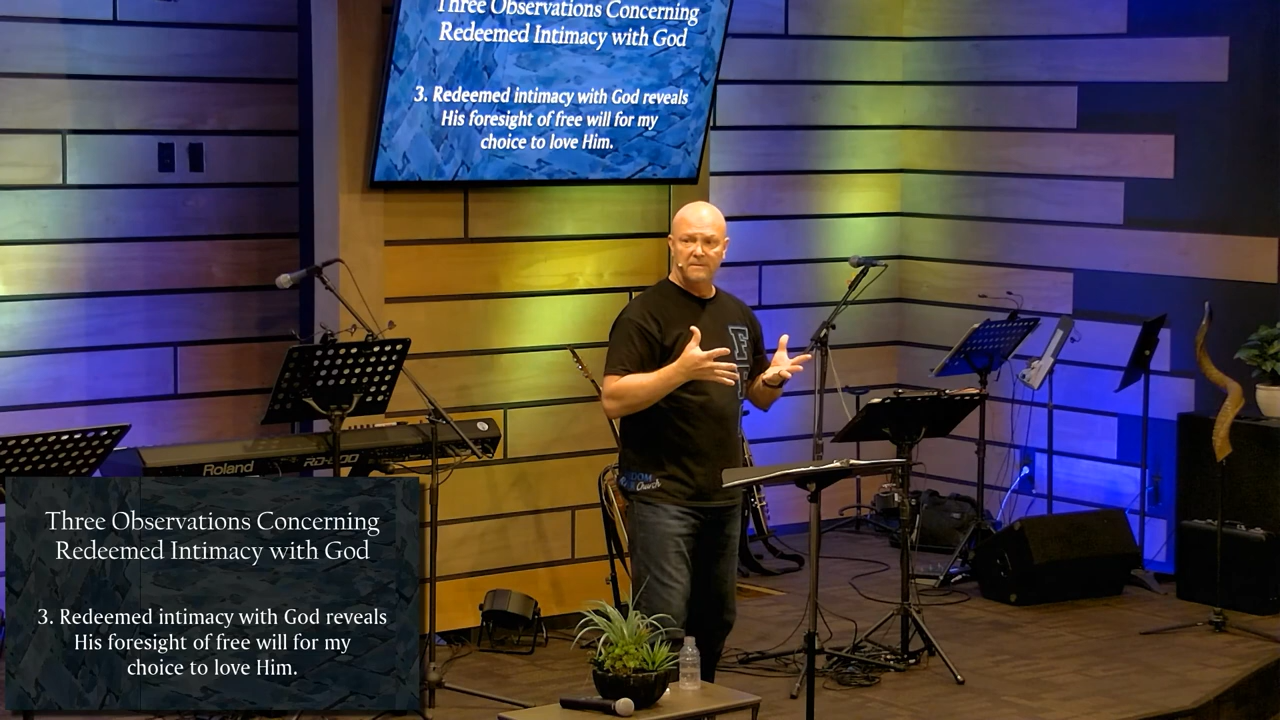 Three Observations Concerning
Redeemed Intimacy with God
3. Redeemed intimacy with God reveals
His foresight of free will for my
choice to love Him.
F
Roland
Church
Three Observations Concerning
Redeemed Intimacy with God
3. Redeemed intimacy with God reveals
His foresight of free will for my
choice to love Him.